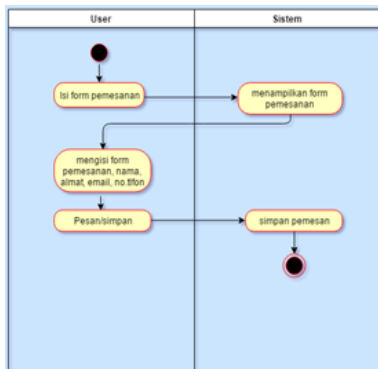 User
Sistem
Isi form pemesanan
menampilkan form
pemesanan
mengisi form
pemesanan, nama,
almat, email, no.tlfon
Pesan/simpan
simpan pemesan